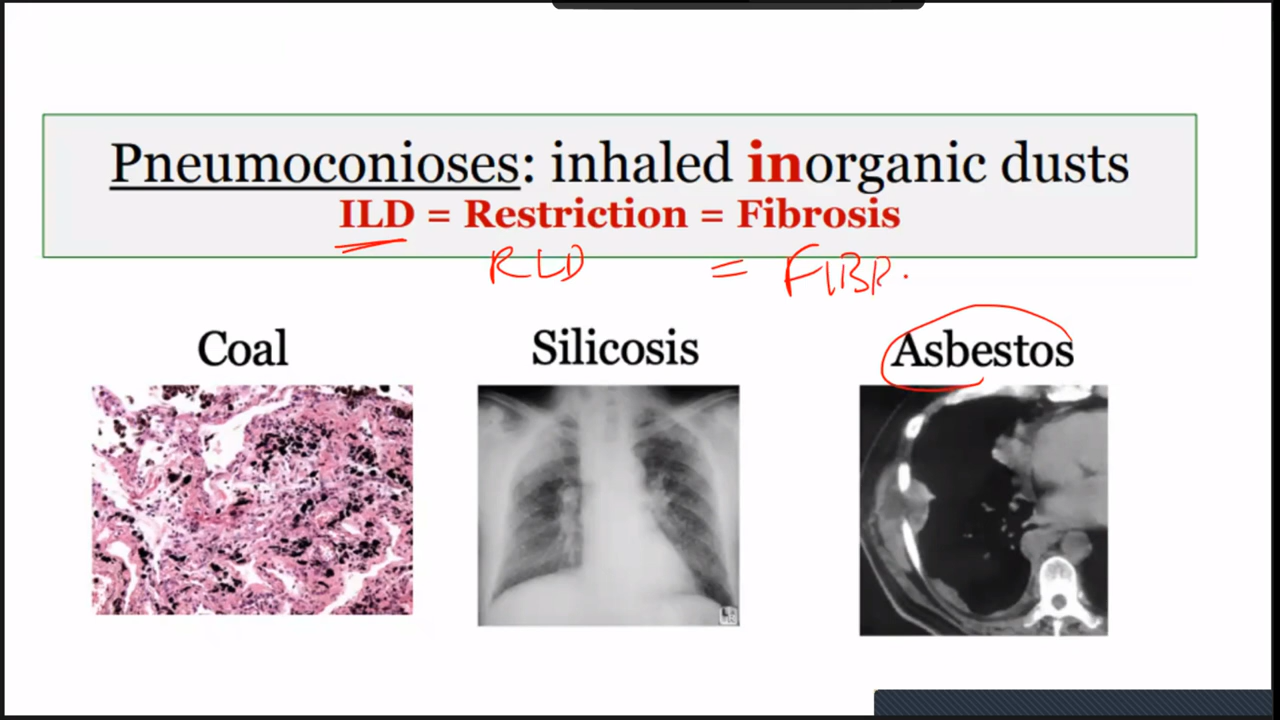 Pneumoconioses: inhaled inorganic dusts
ILD = Restriction = Fibrosis
RLD = FIBR.
Coal Silicosis Asbestos